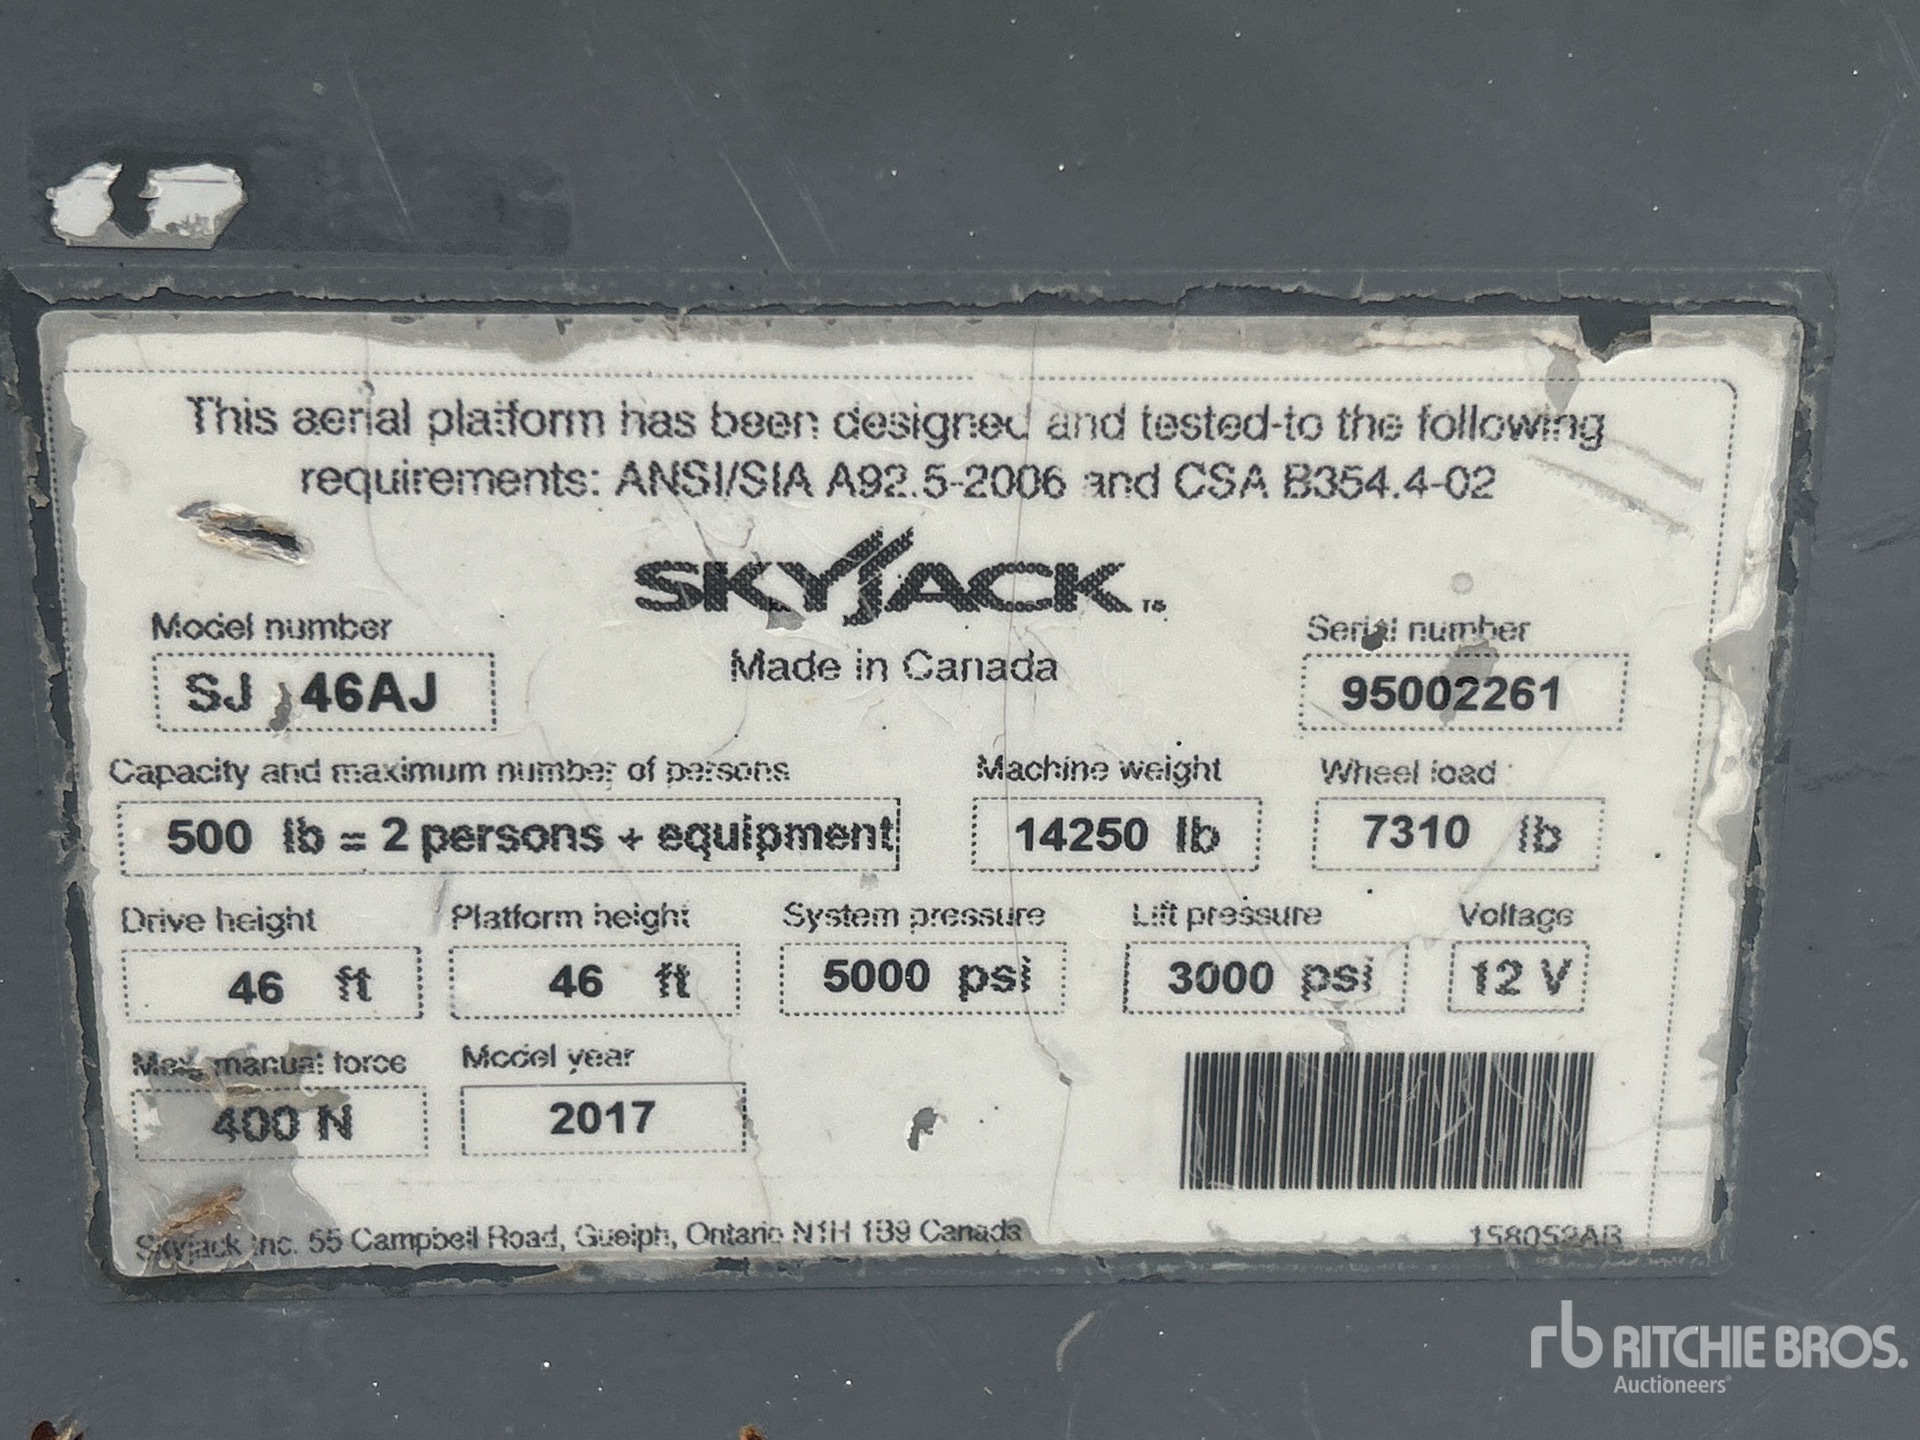 This aerial platform has been designed and tested to the following
requirements: ANSI/SIA A92.5-2006 and CSA B354.4-02
SKYJACK™
Made in Canada
Model number
SJ 46AJ
Serial number
95002261
Capacity and maximum number of persons
500 lb = 2 persons + equipment
Machine weight
14250 lb
Wheel load
7310 lb
Drive height
46 ft
Platform height
46 ft
System pressure
5000 psi
Lift pressure
3000 psi
Voltage
12 V
Max. manual force
400 N
Model year
2017
Skyjack Inc. 55 Campbell Road, Guelph, Ontario N1H 1B9 Canada
158052AB
rb RITCHIE BROS.
Auctioneers